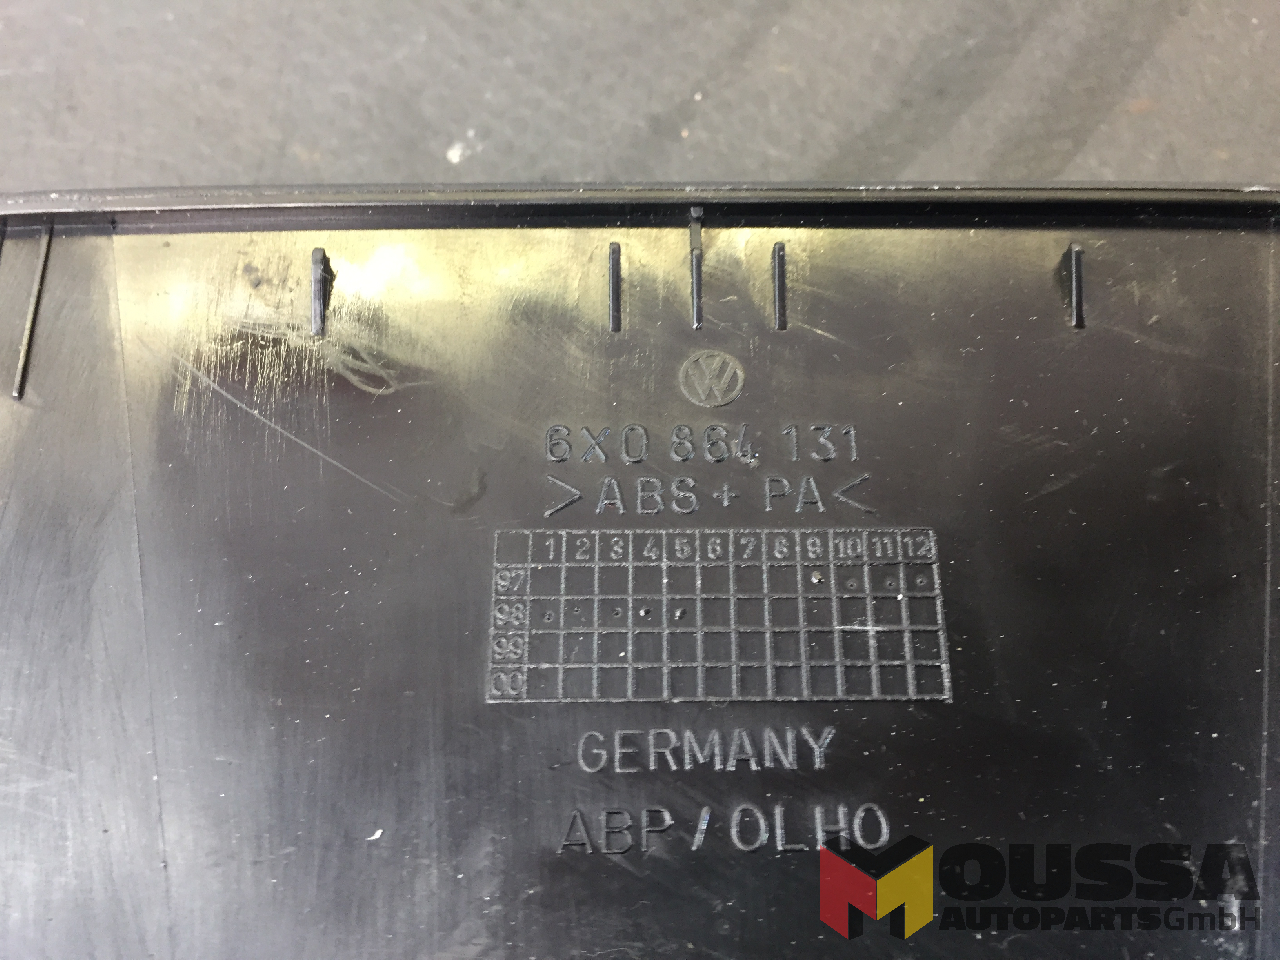 VW
6X0 864 131
>ABS+ PA<
1 2 3 4 5 6 7 8 9 10 11 12
97
98
99
00
GERMANY
ABP / OLHO
MOUSSA
AUTOPARTS GmbH